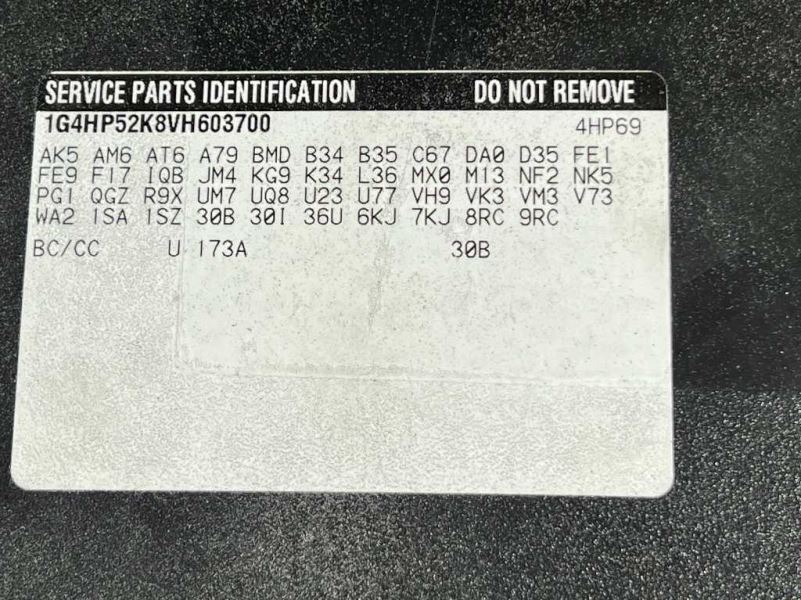 SERVICE PARTS IDENTIFICATION DO NOT REMOVE
1G4HP52K8VH603700 4HP69
AK5 AM6 AT6 A79 BMD B34 B35 C67 DA0 D35 FE1
FE9 F17 IQB JM4 KG9 K34 L36 MX0 M13 NF2 NK5
PG1 QGZ R9X UM7 UQ8 U23 U77 VH9 VK3 VM3 V73
WA2 1SA 1SZ 30B 30I 36U 6KJ 7KJ 8RC 9RC
BC/CC U 173A 30B